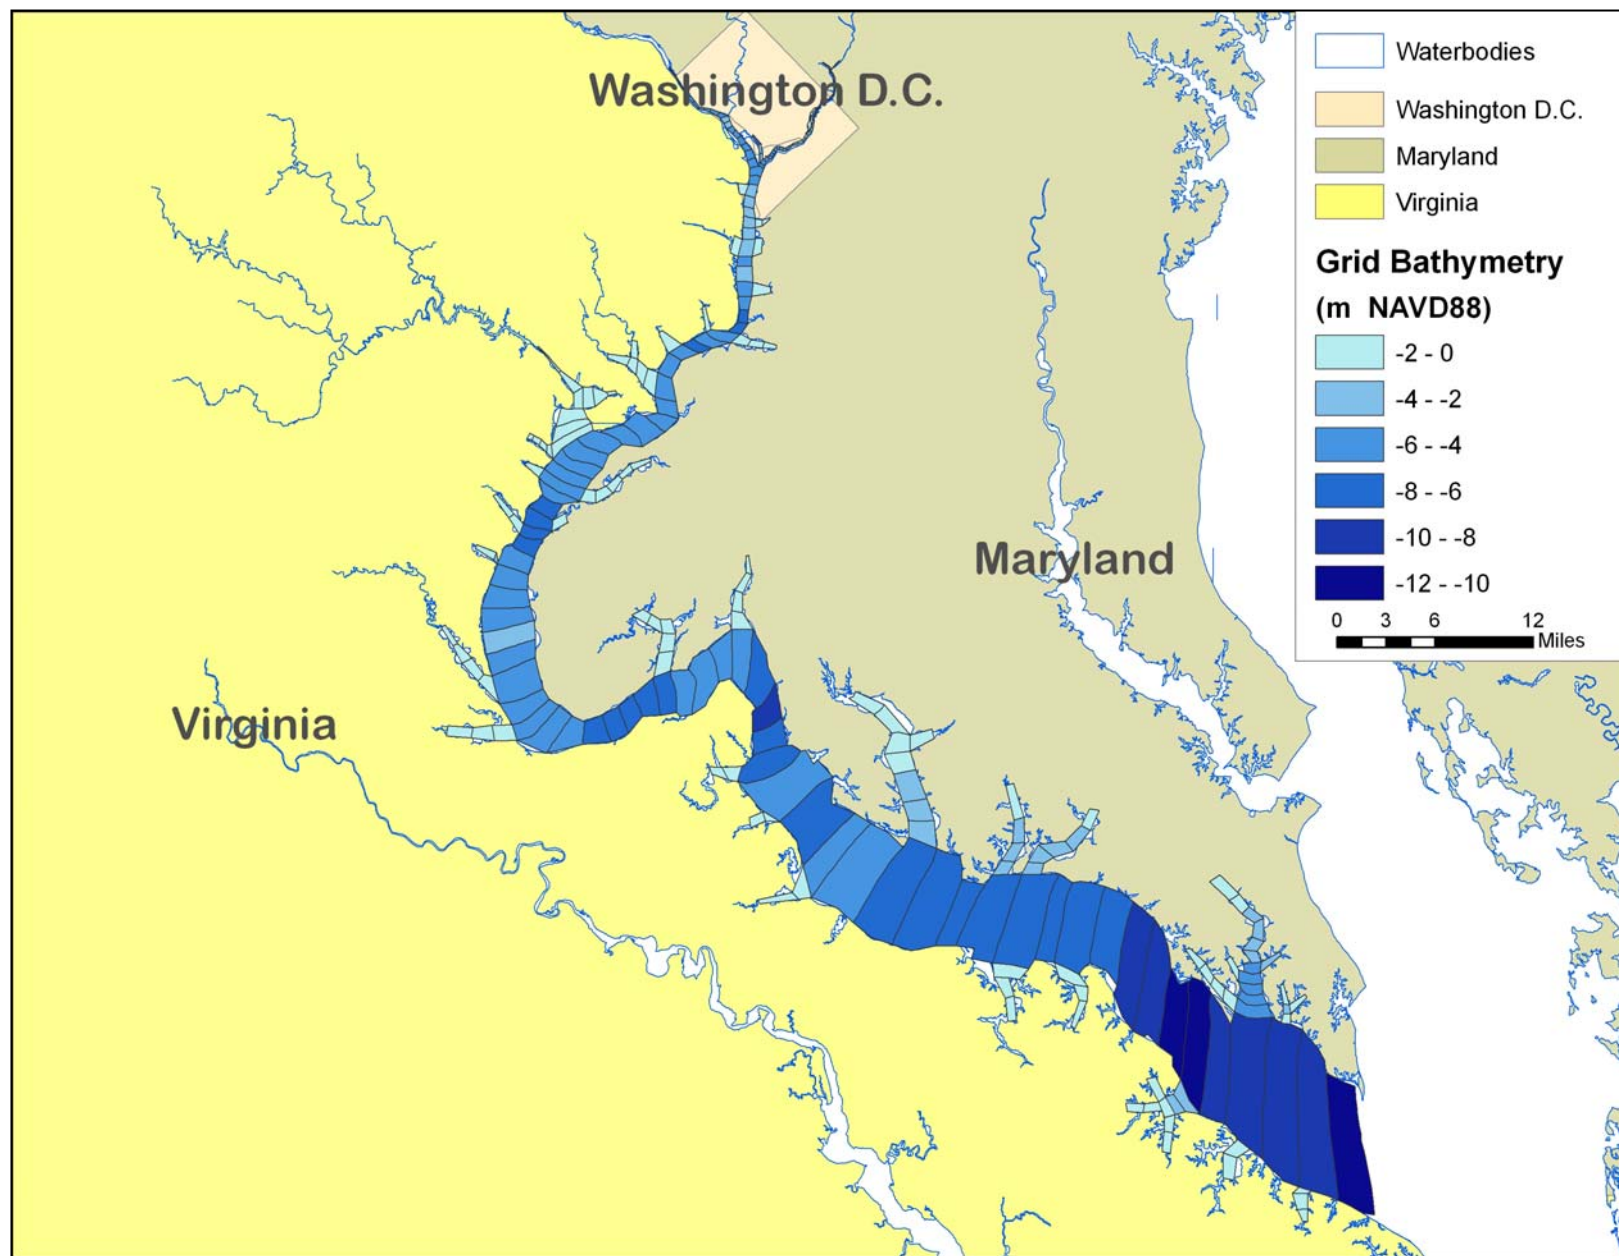 Washington D.C.
Maryland
Virginia
Waterbodies
Washington D.C.
Maryland
Virginia
Grid Bathymetry
(m NAVD88)
-2 - 0
-4 - -2
-6 - -4
-8 - -6
-10 - -8
-12 - -10
0 3 6 12
Miles